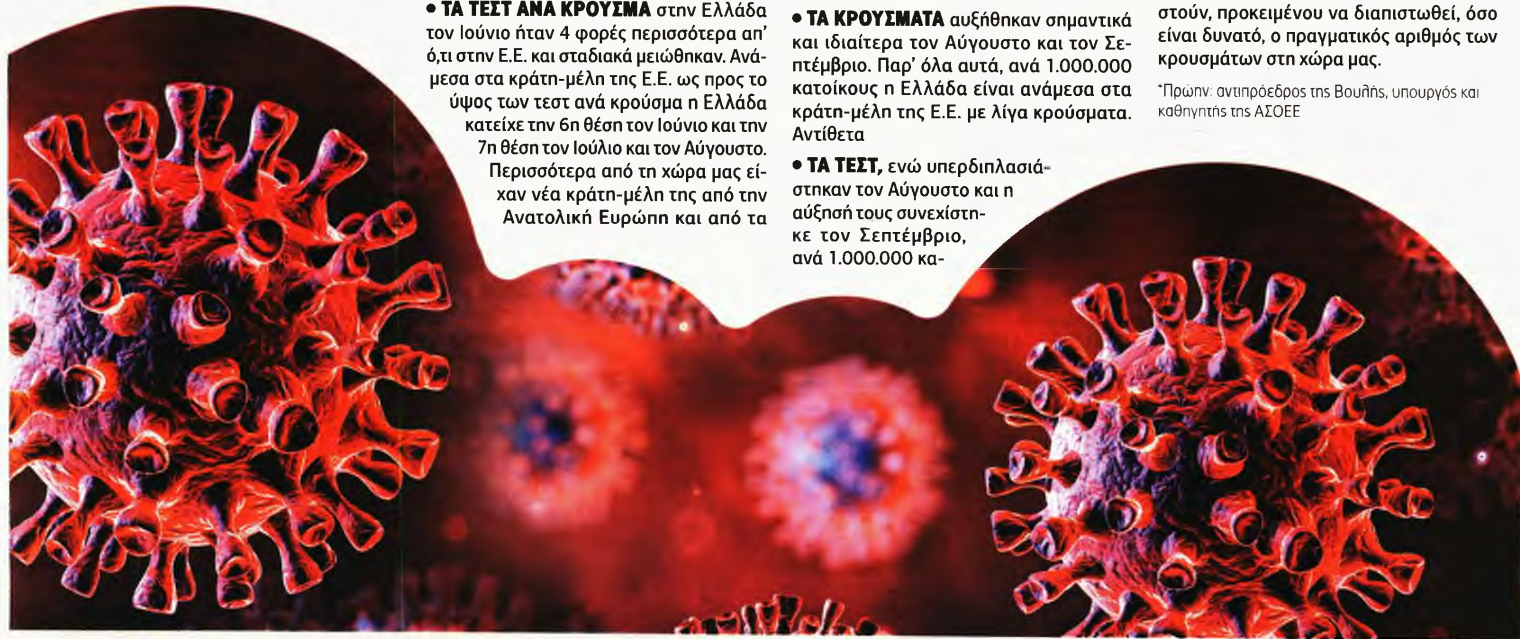 • ΤΑ ΤΕΣΤ ΑΝΑ ΚΡΟΥΣΜΑ στην Ελλάδα
τον Ιούνιο ήταν 4 φορές περισσότερα απ'
ό,τι στην Ε.Ε. και σταδιακά μειώθηκαν. Ανά-
μεσα στα κράτη-μέλη της Ε.Ε. ως προς το
ύψος των τεστ ανά κρούσμα η Ελλάδα
κατείχε την 6η θέση τον Ιούνιο και την
7η θέση τον Ιούλιο και τον Αύγουστο.
Περισσότερα από τη χώρα μας εί-
χαν νέα κράτη-μέλη της από την
Ανατολική Ευρώπη και από τα
• ΤΑ ΚΡΟΥΣΜΑΤΑ αυξήθηκαν σημαντικά
και ιδιαίτερα τον Αύγουστο και τον Σε-
πτέμβριο. Παρ' όλα αυτά, ανά 1.000.000
κατοίκους η Ελλάδα είναι ανάμεσα στα
κράτη-μέλη της Ε.Ε. με λίγα κρούσματα.
Αντίθετα
• ΤΑ ΤΕΣΤ, ενώ υπερδιπλασιά-
στηκαν τον Αύγουστο και η
αύξησή τους συνεχίστη-
κε τον Σεπτέμβριο,
ανά 1.000.000 κα-
στούν, προκειμένου να διαπιστωθεί, όσο
είναι δυνατό, ο πραγματικός αριθμός των
κρουσμάτων στη χώρα μας.
*Πρώην: αντιπρόεδρος της Βουλής, υπουργός και
καθηγητής της ΑΣΟΕΕ